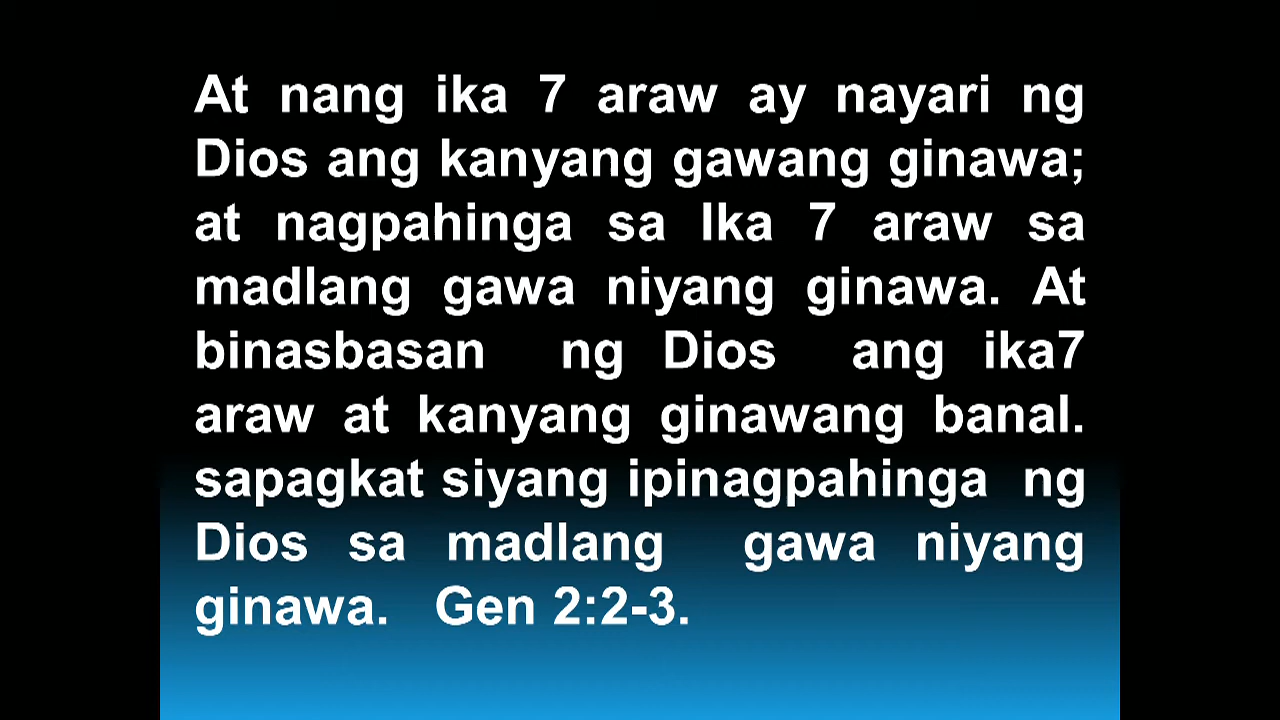 At nang ika 7 araw ay nayari ng
Dios ang kanyang gawang ginawa;
at nagpahinga sa Ika 7 araw sa
madlang gawa niyang ginawa. At
binasbasan ng Dios ang ika7
araw at kanyang ginawang banal.
sapagkat siyang ipinagpahinga ng
Dios sa madlang gawa niyang
ginawa. Gen 2:2-3.